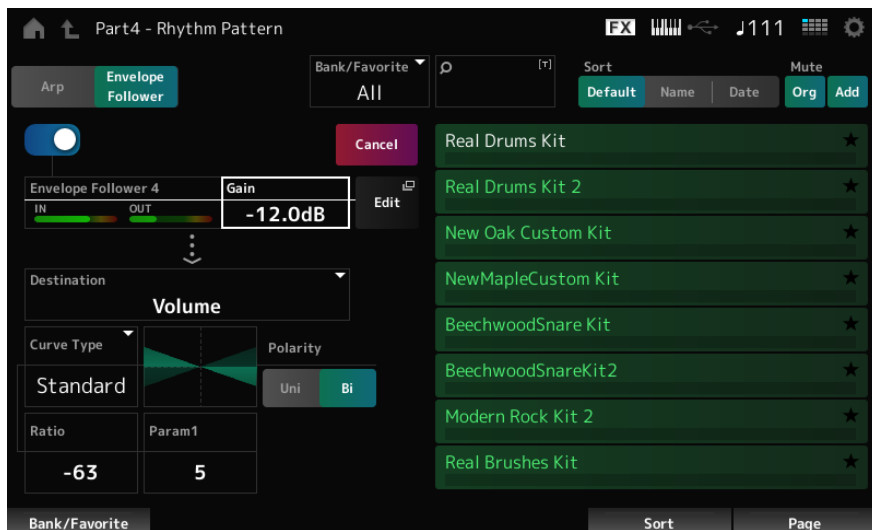 Part4 - Rhythm Pattern
FX
♩111
Arp
Envelope
Follower
Bank/Favorite
All
[T]
Sort
Default Name Date
Mute
Org Add
Cancel
Envelope Follower 4
IN OUT
Gain
-12.0dB
Edit
Destination
Volume
Curve Type
Standard
Polarity
Uni Bi
Ratio
-63
Param1
5
Real Drums Kit
Real Drums Kit 2
New Oak Custom Kit
NewMapleCustom Kit
BeechwoodSnare Kit
BeechwoodSnareKit2
Modern Rock Kit 2
Real Brushes Kit
Bank/Favorite
Sort
Page